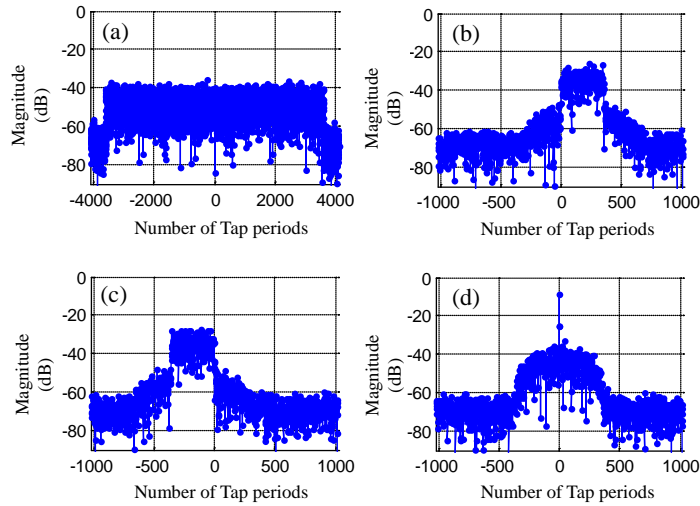 (a)
0
-20
-40
-60
-80
Magnitude
(dB)
-4000 -2000 0 2000 4000
Number of Tap periods
(b)
0
-20
-40
-60
-80
Magnitude
(dB)
-1000 -500 0 500 1000
Number of Tap periods
(c)
0
-20
-40
-60
-80
Magnitude
(dB)
-1000 -500 0 500 1000
Number of Tap periods
(d)
0
-20
-40
-60
-80
Magnitude
(dB)
-1000 -500 0 500 1000
Number of Tap periods